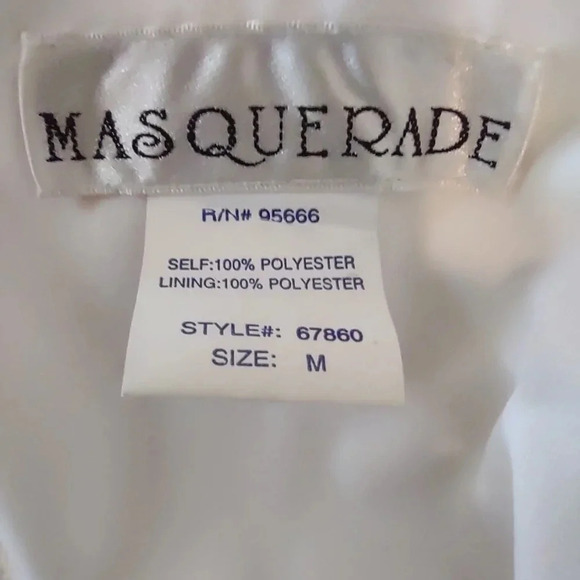 MASQUERADE
R/N# 95666
SELF:100% POLYESTER
LINING:100% POLYESTER
STYLE#: 67860
SIZE: M